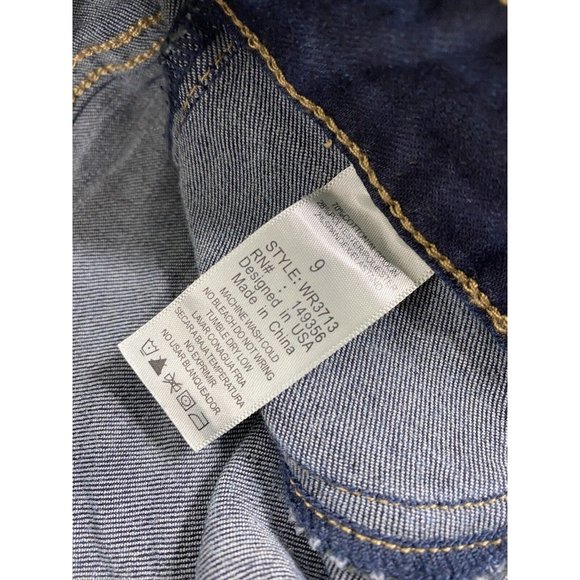 9
STYLE: WR3713
RN# : 149356
Designed in USA
Made in China
MACHINE WASH COLD
NO BLEACH DO NOT WRING
TUMBLE DRY LOW
LAVAR CON AGUA FRIA
SECAR A BAJA TEMPERATURA
NO EXPRIMIR
NO USAR BLANQUEADOR